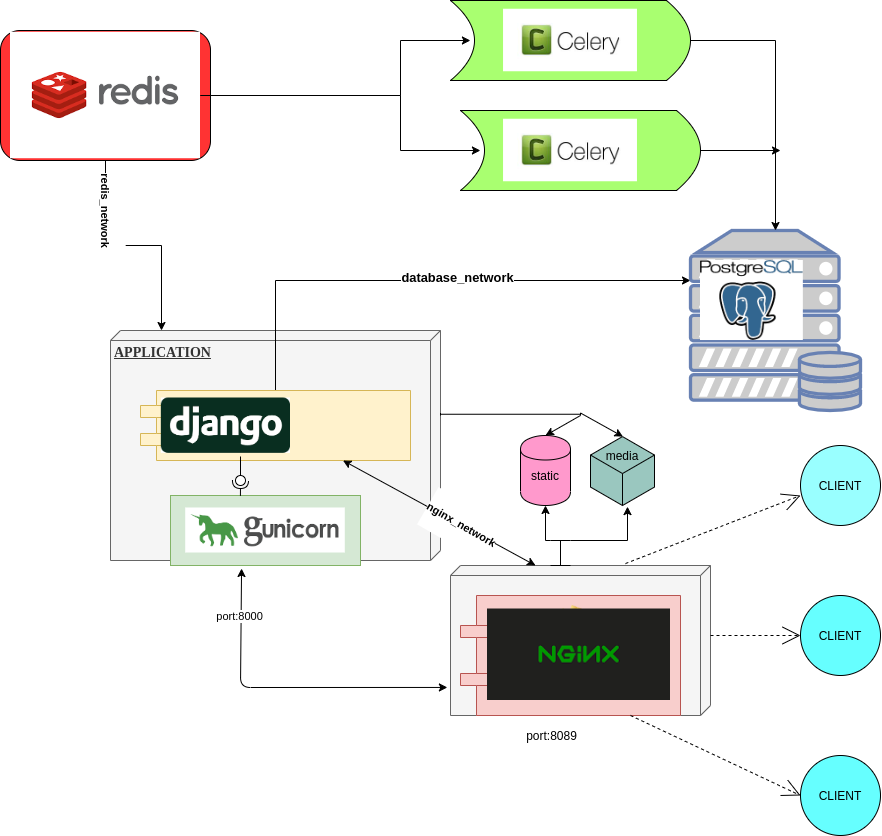 redis
C Celery
C Celery
redis_network
database_network
PostgreSQL
APPLICATION
django
static
media
CLIENT
gunicorn
nginx_network
port:8000
NGINX
CLIENT
port:8089
CLIENT